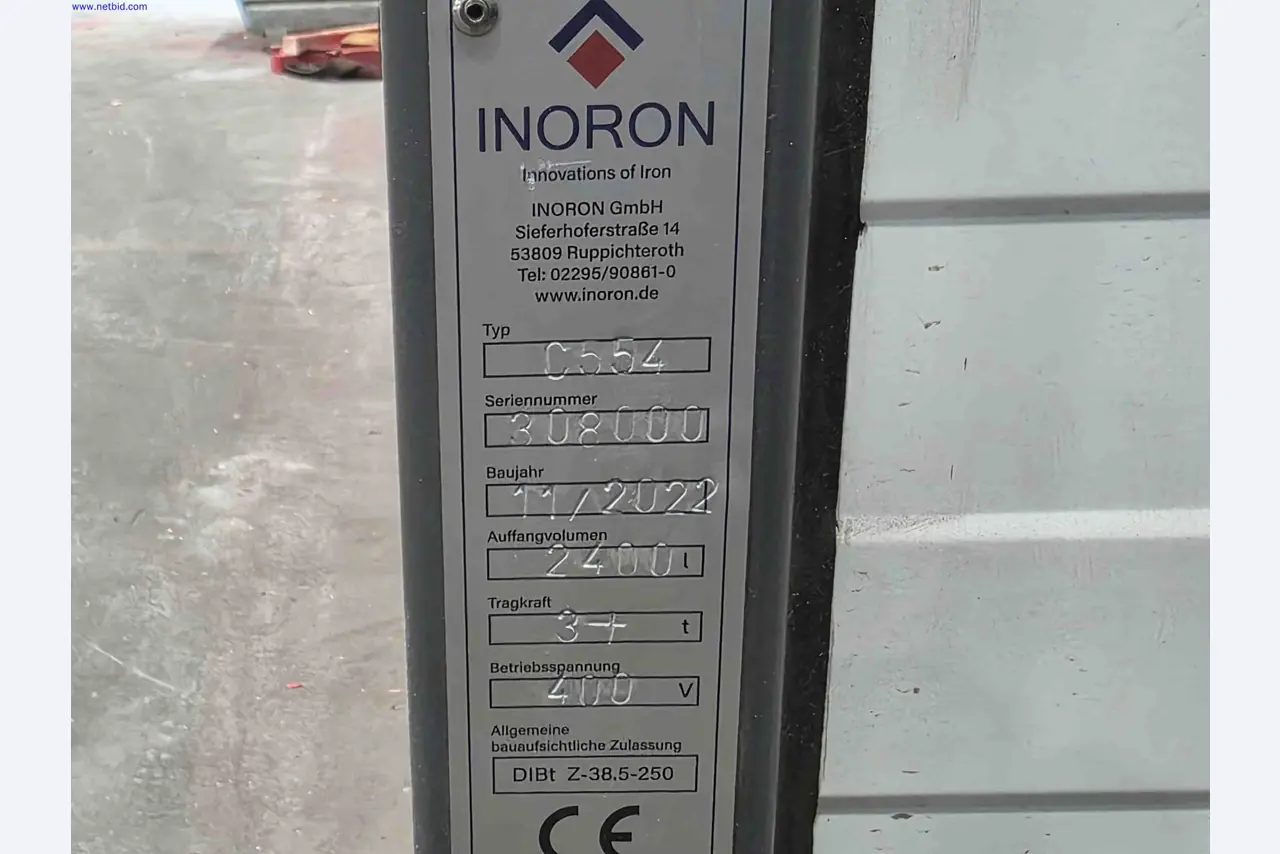 www.netbid.com
INORON
Innovations of Iron
INORON GmbH
Sieferhoferstraße 14
53809 Ruppichteroth
Tel: 02295/90861-0
www.inoron.de
Typ
C554
Seriennummer
308000
Baujahr
11/2022
Auffangvolumen
2400 l
Tragkraft
3+ t
Betriebsspannung
400 V
Allgemeine
bauaufsichtliche Zulassung
DIBt Z-38.5-250
CE